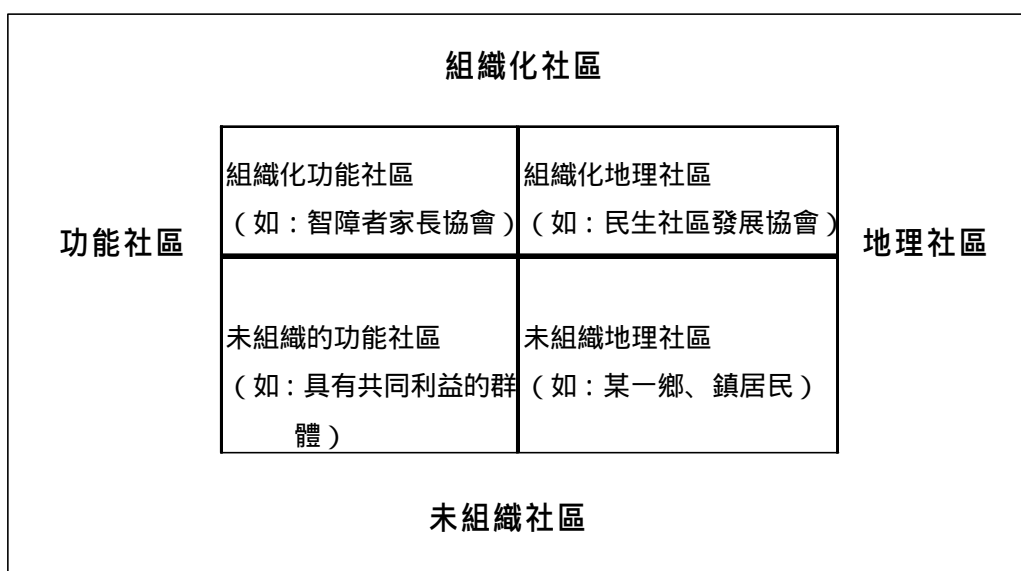 組織化社區
組織化功能社區
（如：智障者家長協會）
組織化地理社區
（如：民生社區發展協會）
功能社區
地理社區
未組織的功能社區
（如：具有共同利益的群
體）
未組織地理社區
（如：某一鄉、鎮居民）
未組織社區